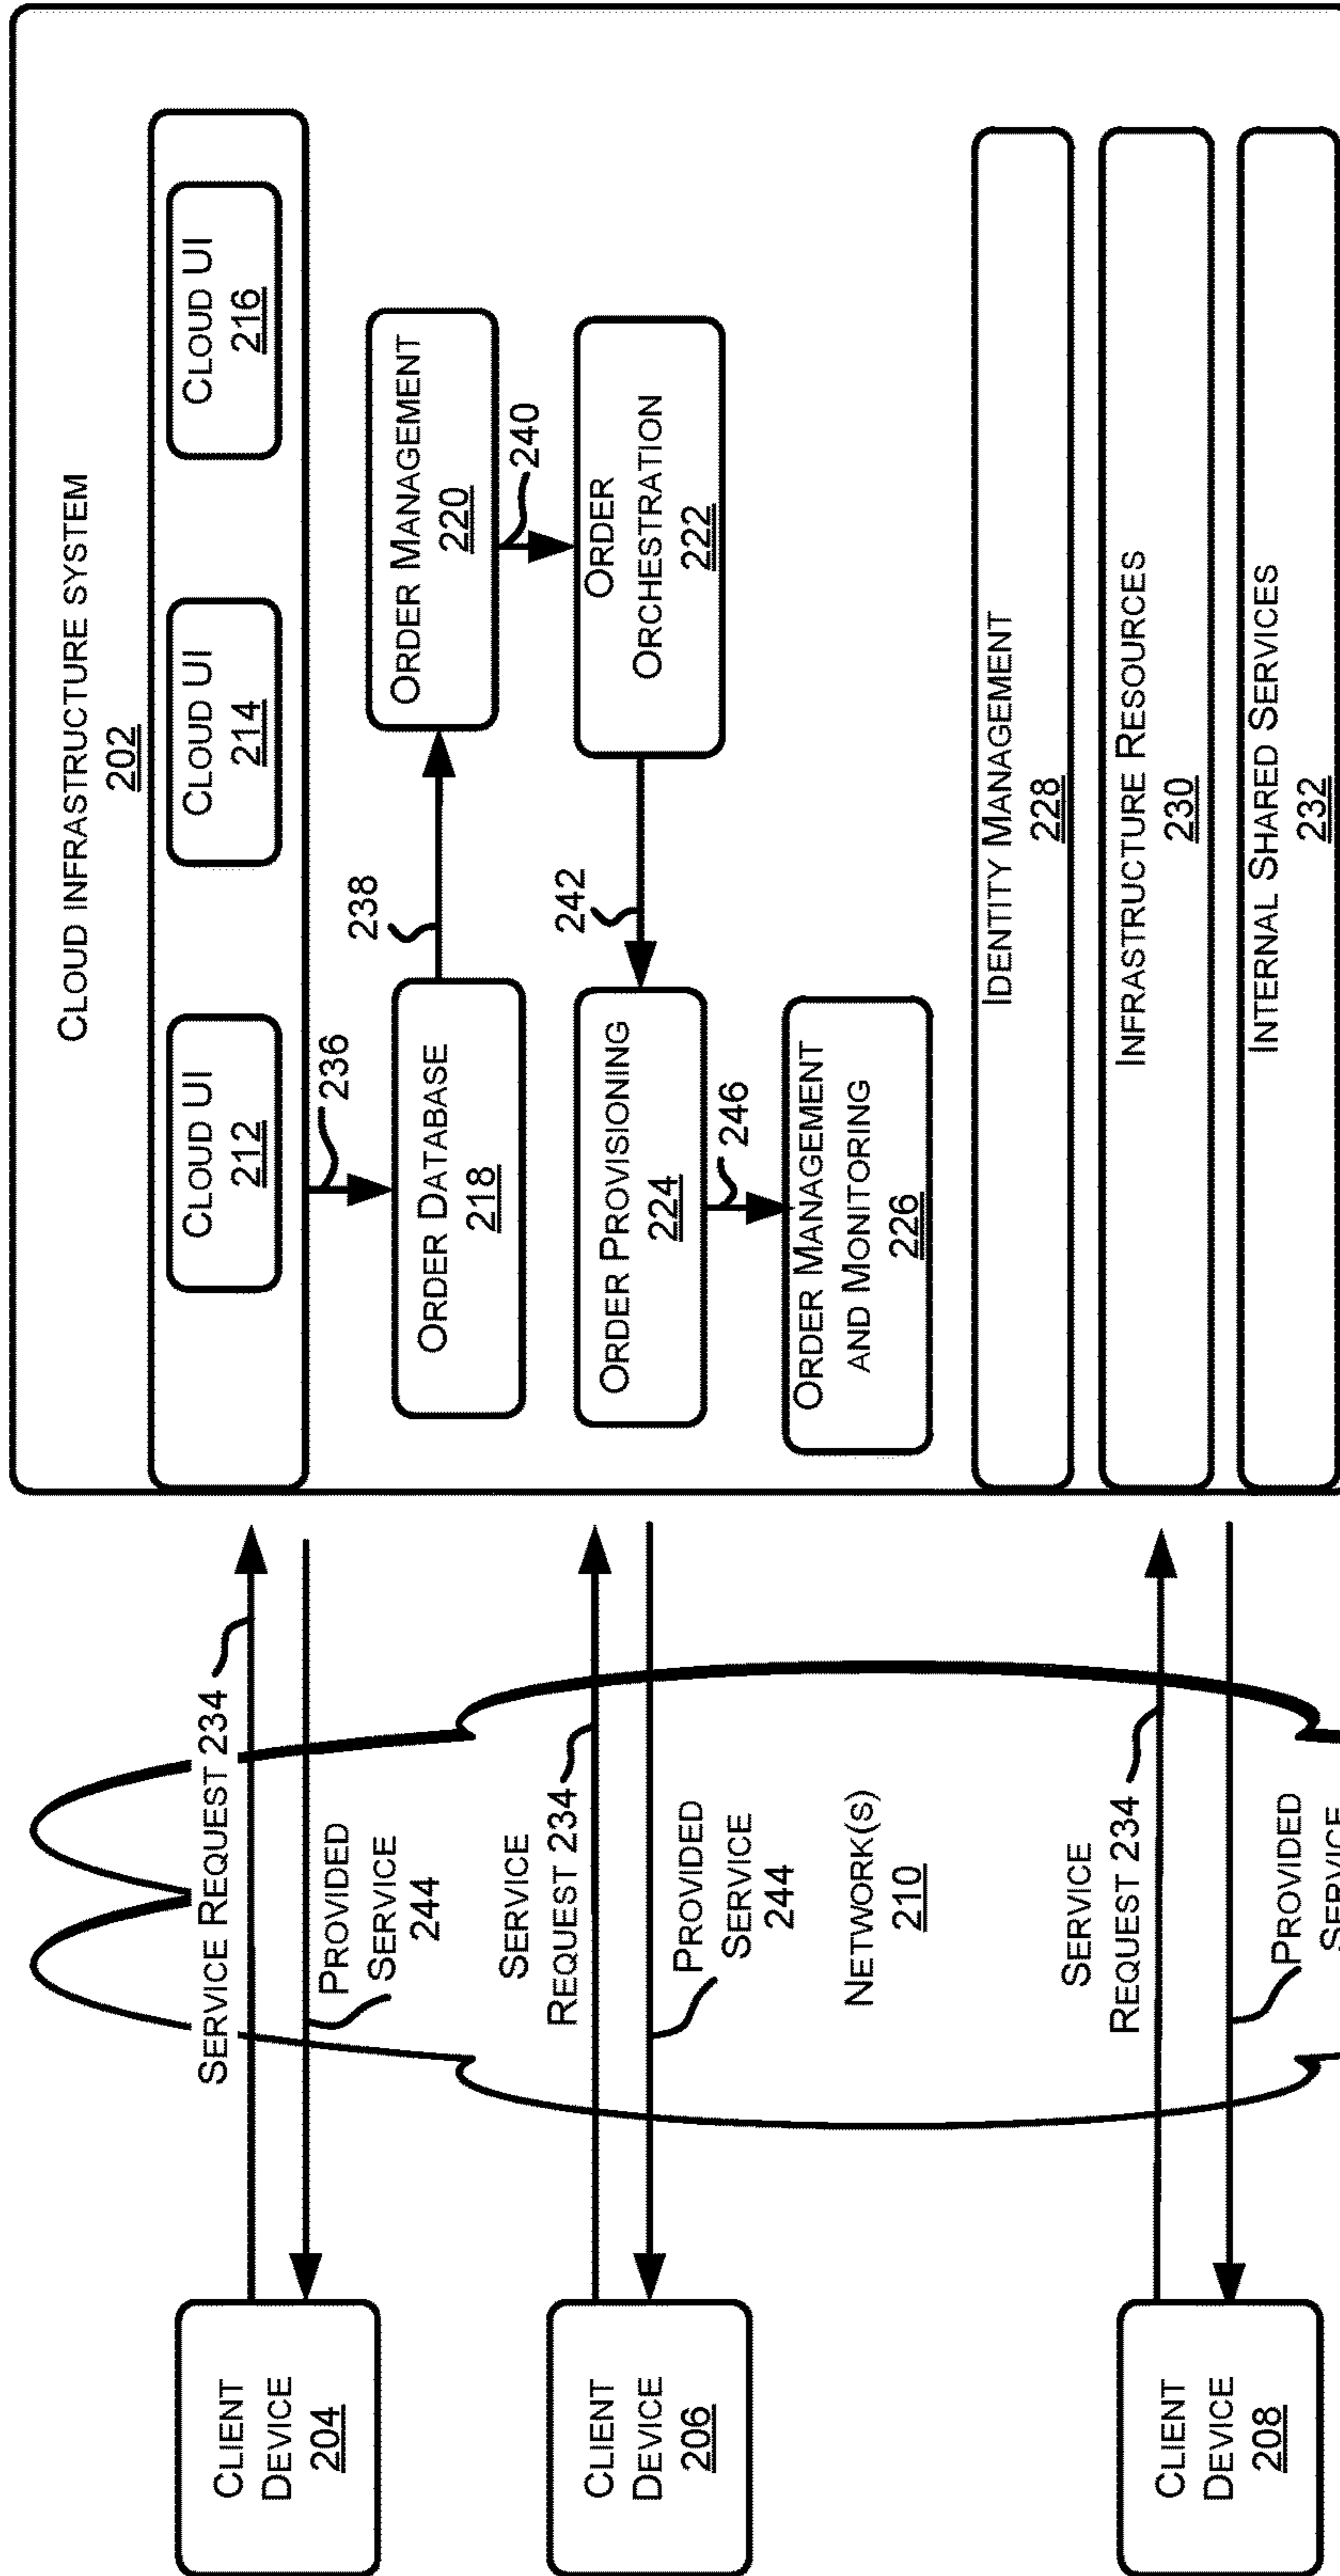 CLOUD INFRASTRUCTURE SYSTEM
202
CLOUD UI
212
CLOUD UI
214
CLOUD UI
216
236
238
ORDER DATABASE
218
ORDER MANAGEMENT
220
240
242
ORDER PROVISIONING
224
ORDER
ORCHESTRATION
222
246
ORDER MANAGEMENT
AND MONITORING
226
IDENTITY MANAGEMENT
228
INFRASTRUCTURE RESOURCES
230
INTERNAL SHARED SERVICES
232
CLIENT
DEVICE
204
SERVICE REQUEST 234
PROVIDED
SERVICE
244
CLIENT
DEVICE
206
SERVICE
REQUEST 234
PROVIDED
SERVICE
244
NETWORK(S)
210
CLIENT
DEVICE
208
SERVICE
REQUEST 234
PROVIDED
SERVICE